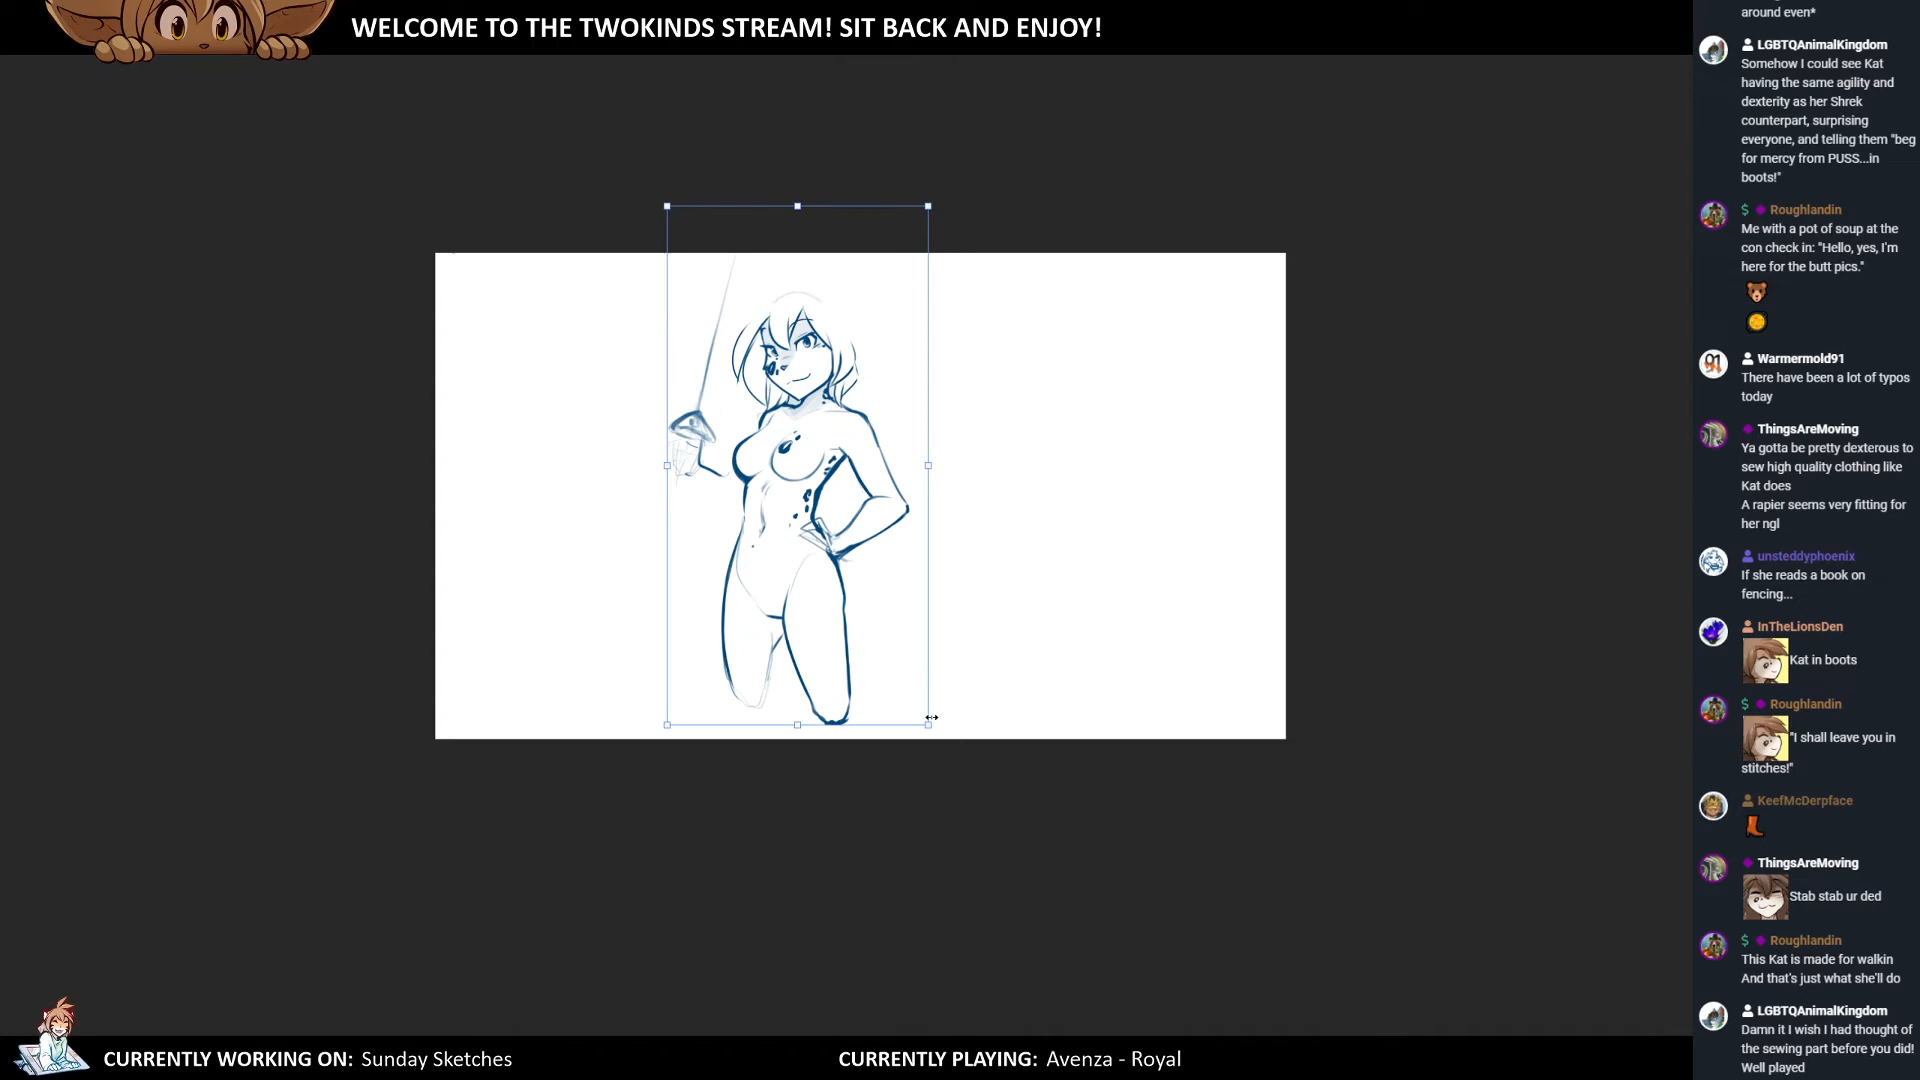 WELCOME TO THE TWOKINDS STREAM! SIT BACK AND ENJOY!
around even*
LGBTQAnimalKingdom
Somehow I could see Kat
having the same agility and
dexterity as her Shrek
counterpart, surprising
everyone, and telling them "beg
for mercy from PUSS...in
boots!"
$ Roughlandin
Me with a pot of soup at the
con check in: "Hello, yes, I'm
here for the butt pics."
91
Warmermold91
There have been a lot of typos
today
ThingsAreMoving
Ya gotta be pretty dexterous to
sew high quality clothing like
Kat does
A rapier seems very fitting for
her ngl
unsteddyphoenix
If she reads a book on
fencing...
InTheLionsDen
Kat in boots
$ Roughlandin
"I shall leave you in
stitches!"
KeefMcDerpface
ThingsAreMoving
Stab stab ur ded
$ Roughlandin
This Kat is made for walkin
And that's just what she'll do
LGBTQAnimalKingdom
Damn it I wish I had thought of
the sewing part before you did!
Well played
CURRENTLY WORKING ON: Sunday Sketches
CURRENTLY PLAYING: Avenza - Royal